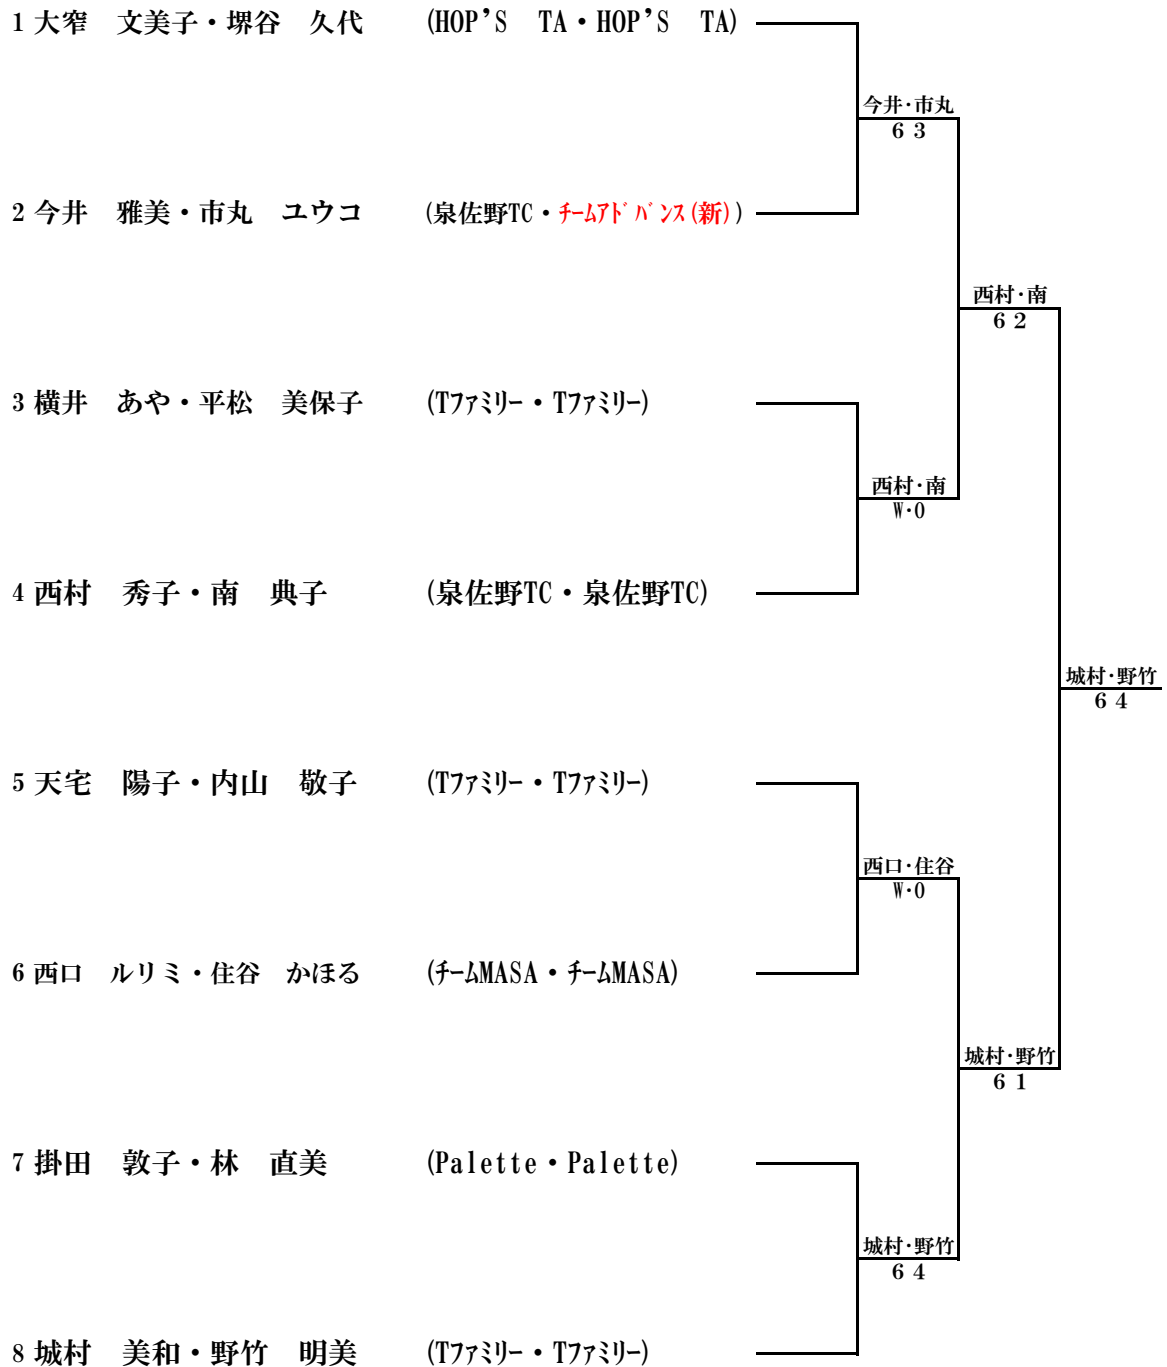 1 大窄　文美子・堺谷　久代　(HOP’S　TA・HOP’S　TA)
今井・市丸
6 3
2 今井　雅美・市丸　ユウコ　(泉佐野TC・ﾁｰﾑｱﾄﾞﾊﾞﾝｽ(新))
西村・南
6 2
3 横井　あや・平松　美保子　(Tﾌｧﾐﾘｰ・Tﾌｧﾐﾘｰ)
西村・南
W・0
4 西村　秀子・南　典子　(泉佐野TC・泉佐野TC)
城村・野竹
6 4
5 天宅　陽子・内山　敬子　(Tﾌｧﾐﾘｰ・Tﾌｧﾐﾘｰ)
西口・住谷
W・0
6 西口　ルリミ・住谷　かほる　(ﾁｰﾑMASA・ﾁｰﾑMASA)
城村・野竹
6 1
7 掛田　敦子・林　直美　(Palette・Palette)
城村・野竹
6 4
8 城村　美和・野竹　明美　(Tﾌｧﾐﾘｰ・Tﾌｧﾐﾘｰ)